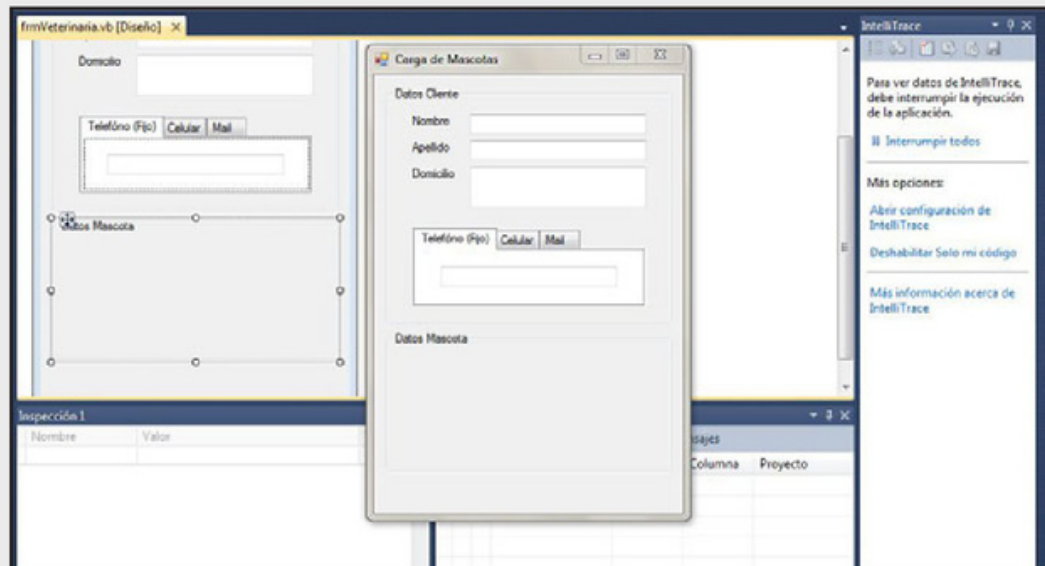 frmVeterinaria.vb [Diseño]
Domicilio
Telefóno (Fijo) Celular Mail
Datos Mascota
Carga de Mascotas
Datos Cliente
Nombre
Apellido
Domicilio
Telefóno (Fijo) Celular Mail
Datos Mascota
IntelliTrace
Para ver datos de IntelliTrace,
debe interrumpir la ejecución
de la aplicación.
Interrumpir todos
Más opciones:
Abrir configuración de
IntelliTrace
Deshabilitar Solo mi código
Más información acerca de
IntelliTrace
Inspección 1
Nombre Valor
Columna Proyecto